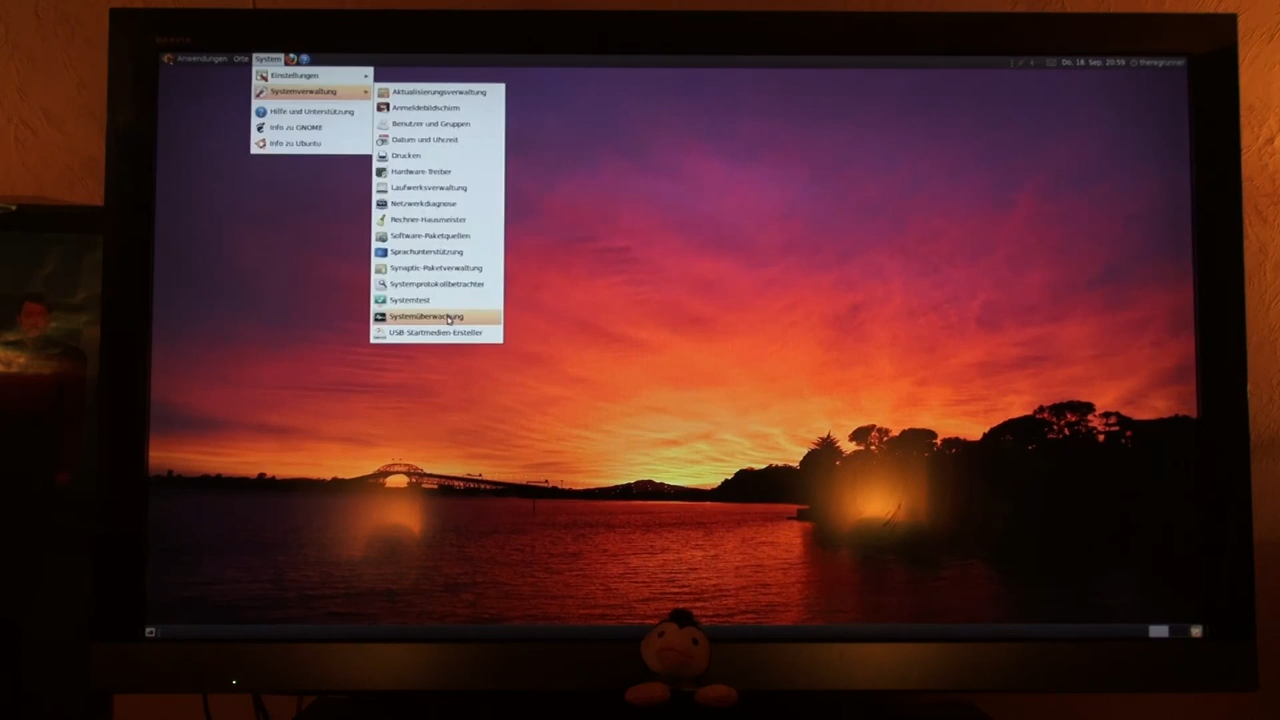 Anwendungen Orte System
Do, 18. Sep, 20:59 theregrunner
Einstellungen
Systemverwaltung
Hilfe und Unterstützung
Info zu GNOME
Info zu Ubuntu
Aktualisierungsverwaltung
Anmeldebildschirm
Benutzer und Gruppen
Datum und Uhrzeit
Drucken
Hardware-Treiber
Laufwerksverwaltung
Netzwerkdiagnose
Rechner-Hausmeister
Software-Paketquellen
Sprachunterstützung
Synaptic-Paketverwaltung
Systemprotokollbetrachter
Systemtest
Systemüberwachung
USB-Startmedien-Ersteller